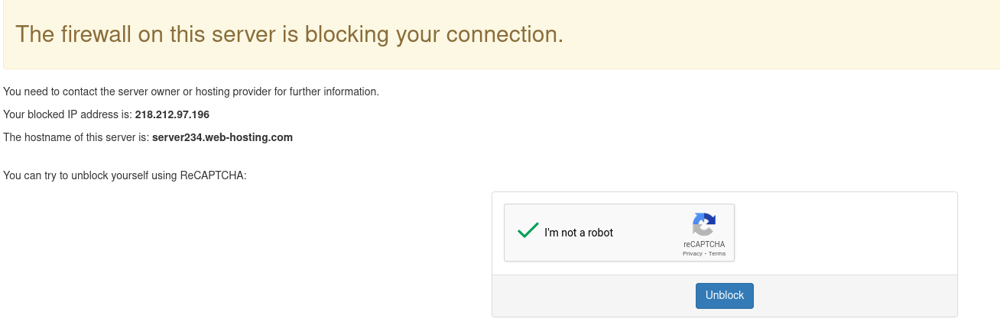 The firewall on this server is blocking your connection.
You need to contact the server owner or hosting provider for further information.
Your blocked IP address is: 218.212.97.196
The hostname of this server is: server234.web-hosting.com
You can try to unblock yourself using ReCAPTCHA:
I'm not a robot
reCAPTCHA
Privacy - Terms
Unblock